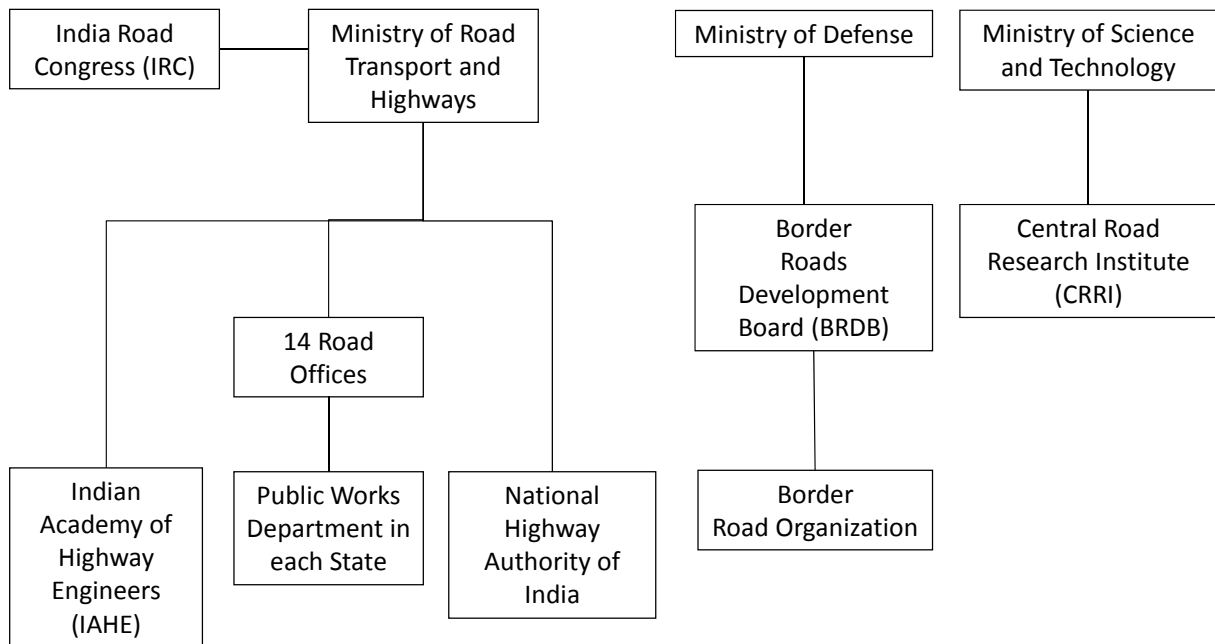 India Road
Congress (IRC)
Ministry of Road
Transport and
Highways
Ministry of Defense
Ministry of Science
and Technology
Border
Roads
Development
Board (BRDB)
Central Road
Research Institute
(CRRI)
14 Road
Offices
Indian
Academy of
Highway
Engineers
(IAHE)
Public Works
Department in
each State
National
Highway
Authority of
India
Border
Road Organization